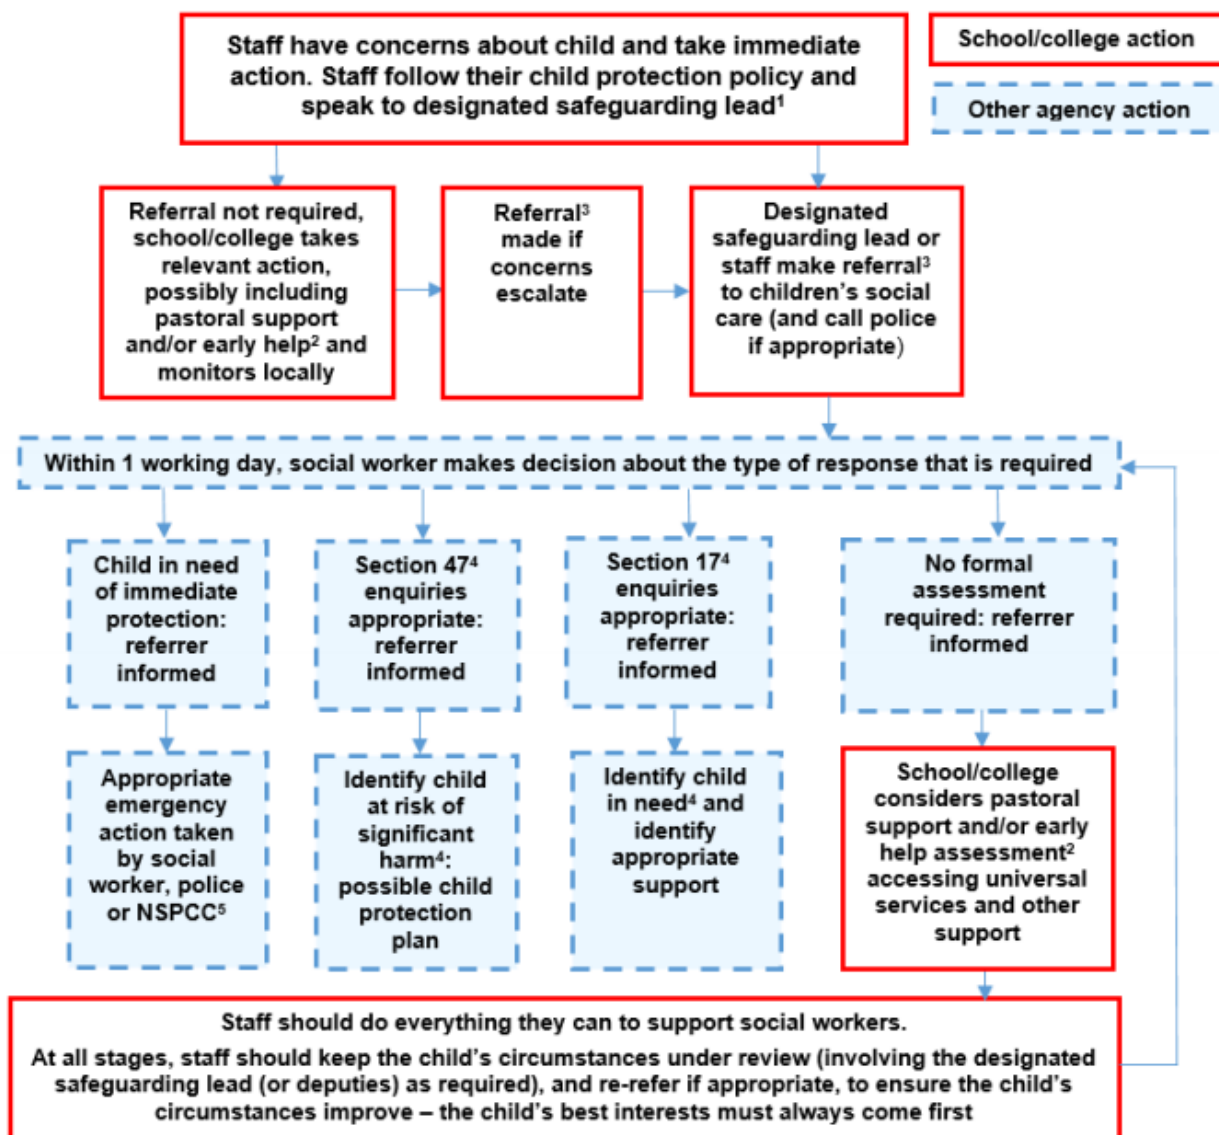 Staff have concerns about child and take immediate
action. Staff follow their child protection policy and
speak to designated safeguarding lead¹
School/college action
Other agency action
Referral not required,
school/college takes
relevant action,
possibly including
pastoral support
and/or early help² and
monitors locally
Referral³
made if
concerns
escalate
Designated
safeguarding lead or
staff make referral³
to children’s social
care (and call police
if appropriate)
Within 1 working day, social worker makes decision about the type of response that is required
Child in need
of immediate
protection:
referrer
informed
Section 47⁴
enquiries
appropriate:
referrer
informed
Section 17⁴
enquiries
appropriate:
referrer
informed
No formal
assessment
required: referrer
informed
Appropriate
emergency
action taken
by social
worker, police
or NSPCC⁵
Identify child
at risk of
significant
harm⁴:
possible child
protection
plan
Identify child
in need⁴ and
identify
appropriate
support
School/college
considers pastoral
support and/or early
help assessment²
accessing universal
services and other
support
Staff should do everything they can to support social workers.
At all stages, staff should keep the child’s circumstances under review (involving the designated
safeguarding lead (or deputies) as required), and re-refer if appropriate, to ensure the child’s
circumstances improve – the child’s best interests must always come first